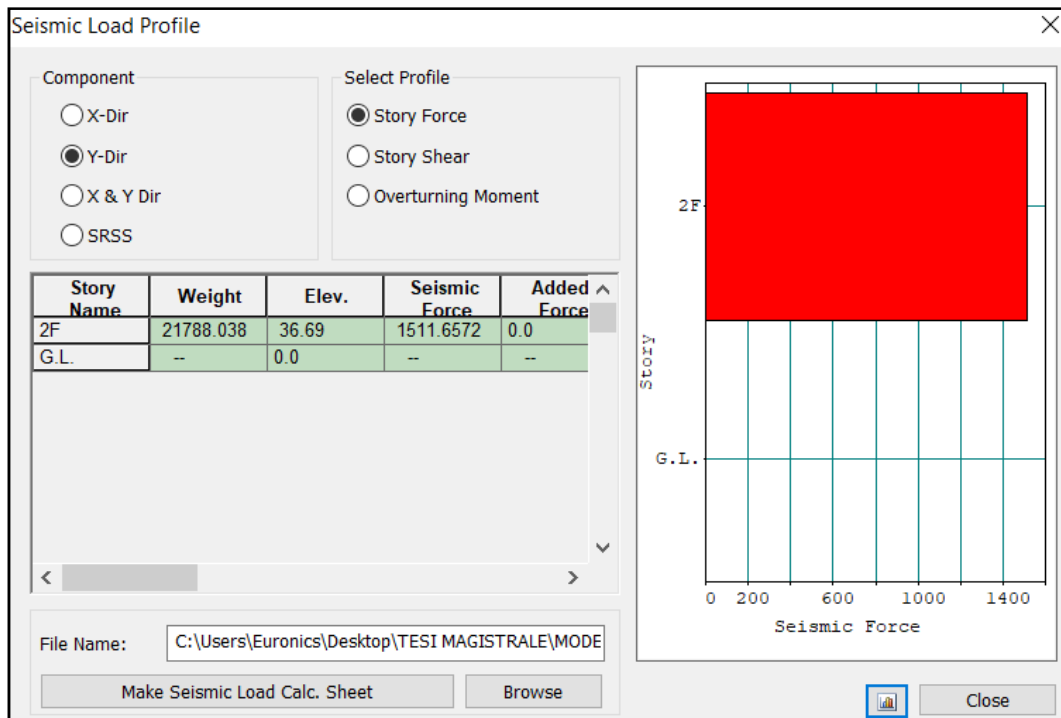 Seismic Load Profile
Component
X-Dir
Y-Dir
X & Y Dir
SRSS
Select Profile
Story Force
Story Shear
Overturning Moment
Story Name Weight Elev. Seismic Force Added Force
2F 21788.038 36.69 1511.6572 0.0
G.L. -- 0.0 -- --
File Name: C:\Users\Euronics\Desktop\TESI MAGISTRALE\MODE
Make Seismic Load Calc. Sheet Browse
2F
Story
G.L.
0 200 600 1000 1400
Seismic Force
Close